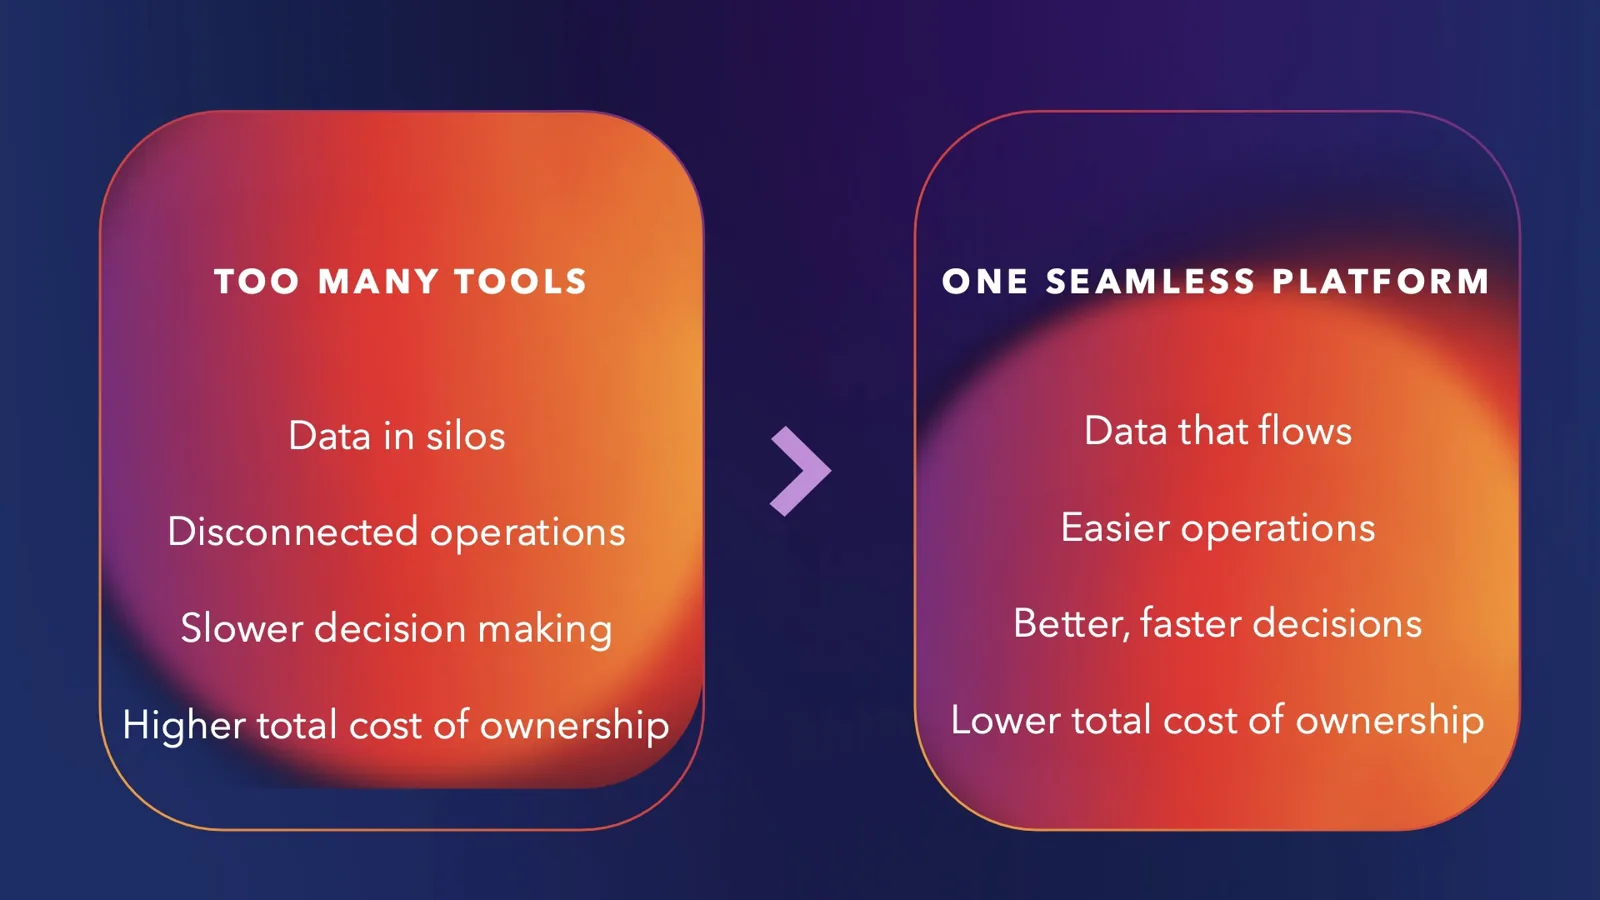 TOO MANY TOOLS
Data in silos
Disconnected operations
Slower decision making
Higher total cost of ownership
ONE SEAMLESS PLATFORM
Data that flows
Easier operations
Better, faster decisions
Lower total cost of ownership